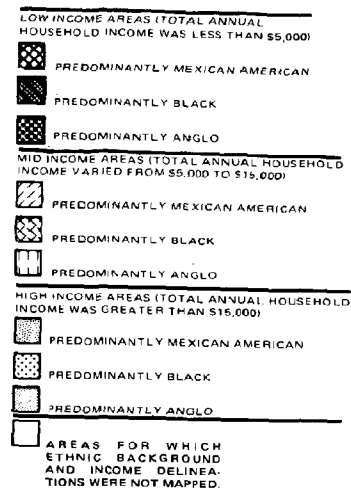 LOW INCOME AREAS (TOTAL ANNUAL
HOUSEHOLD INCOME WAS LESS THAN $5,000)
PREDOMINANTLY MEXICAN AMERICAN
PREDOMINANTLY BLACK
PREDOMINANTLY ANGLO
MID INCOME AREAS (TOTAL ANNUAL HOUSEHOLD
INCOME VARIED FROM $5,000 TO $15,000)
PREDOMINANTLY MEXICAN AMERICAN
PREDOMINANTLY BLACK
PREDOMINANTLY ANGLO
HIGH INCOME AREAS (TOTAL ANNUAL HOUSEHOLD
INCOME WAS GREATER THAN $15,000)
PREDOMINANTLY MEXICAN AMERICAN
PREDOMINANTLY BLACK
PREDOMINANTLY ANGLO
AREAS FOR WHICH
ETHNIC BACKGROUND
AND INCOME DELINEA-
TIONS WERE NOT MAPPED.